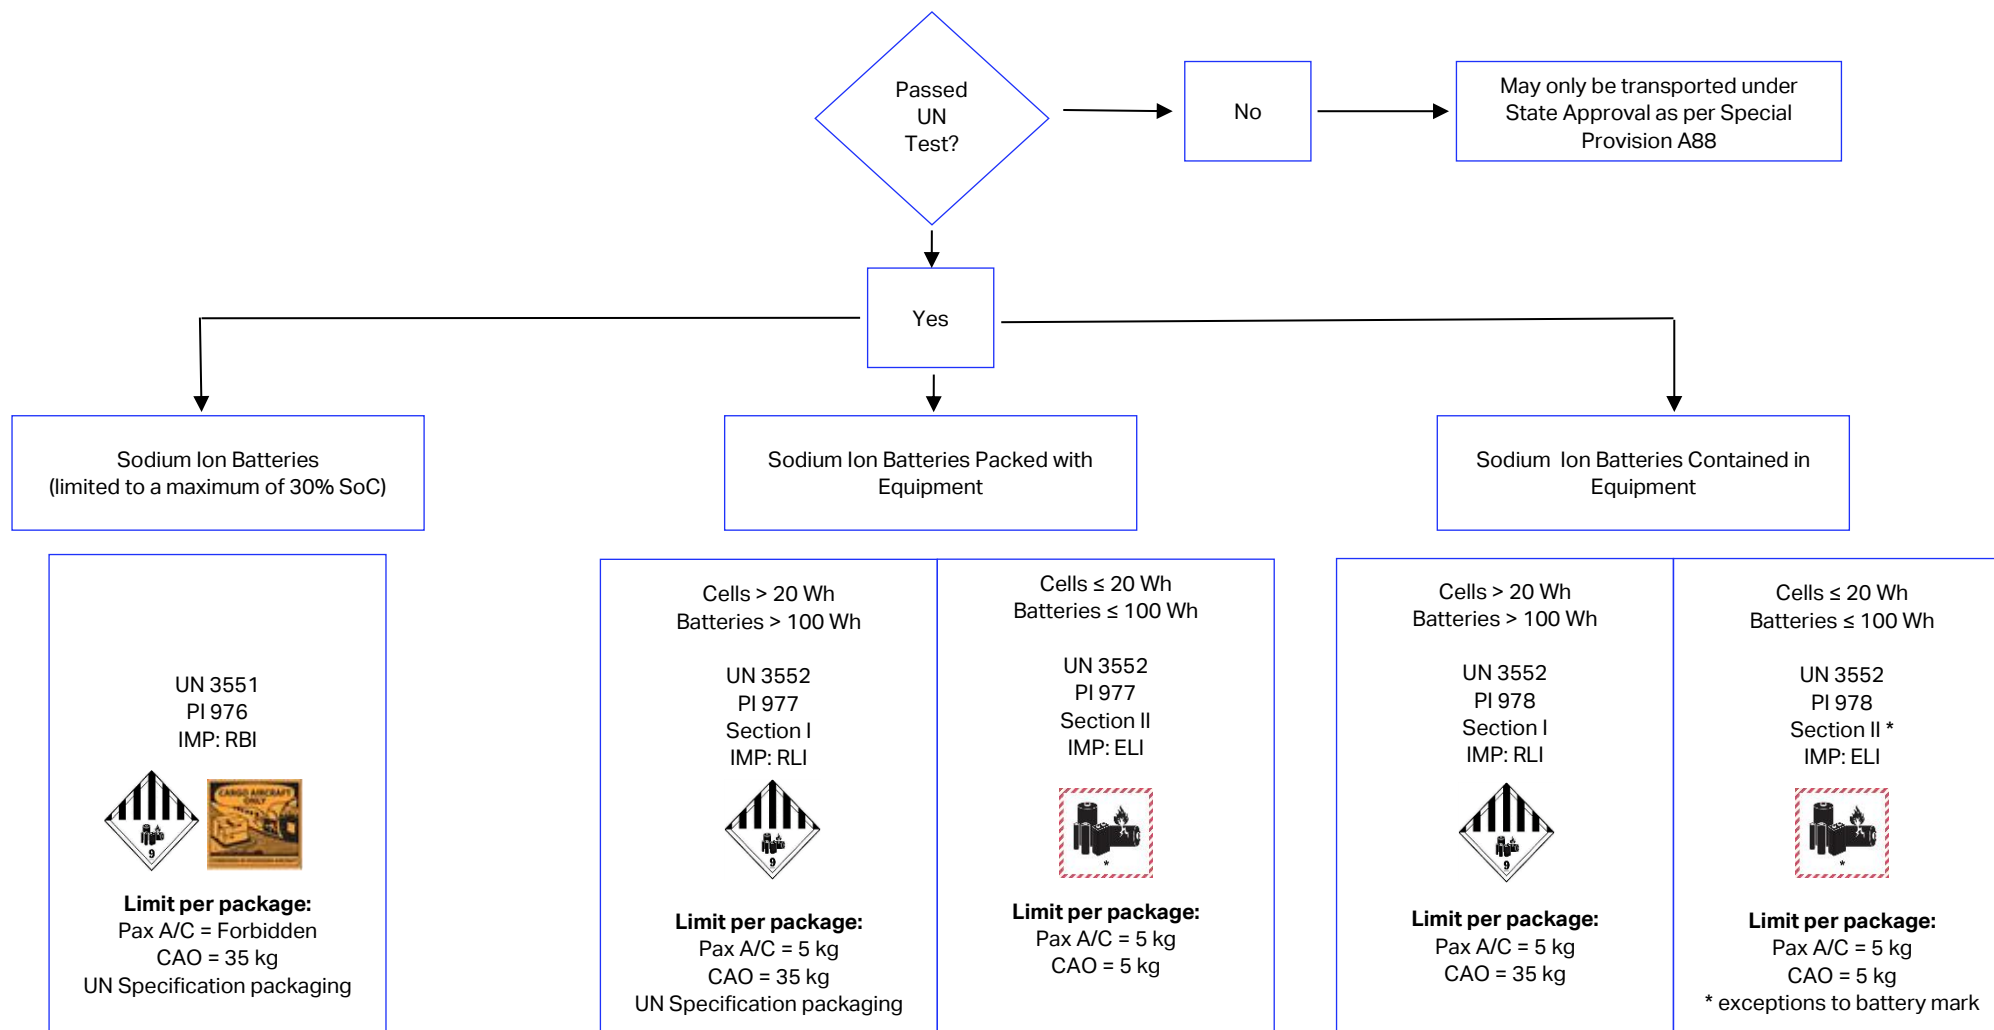 Passed
UN
Test?
No
May only be transported under
State Approval as per Special
Provision A88
Yes
Sodium Ion Batteries
(limited to a maximum of 30% SoC)
Sodium Ion Batteries Packed with
Equipment
Sodium Ion Batteries Contained in
Equipment
UN 3551
PI 976
IMP: RBI
9
CARGO AIRCRAFT
ONLY
Limit per package:
Pax A/C = Forbidden
CAO = 35 kg
UN Specification packaging
Cells > 20 Wh
Batteries > 100 Wh
UN 3552
PI 977
Section I
IMP: RLI
9
Limit per package:
Pax A/C = 5 kg
CAO = 35 kg
UN Specification packaging
Cells ≤ 20 Wh
Batteries ≤ 100 Wh
UN 3552
PI 977
Section II
IMP: ELI
*
Limit per package:
Pax A/C = 5 kg
CAO = 5 kg
Cells > 20 Wh
Batteries > 100 Wh
UN 3552
PI 978
Section I
IMP: RLI
9
Limit per package:
Pax A/C = 5 kg
CAO = 35 kg
Cells ≤ 20 Wh
Batteries ≤ 100 Wh
UN 3552
PI 978
Section II *
IMP: ELI
*
Limit per package:
Pax A/C = 5 kg
CAO = 5 kg
* exceptions to battery mark